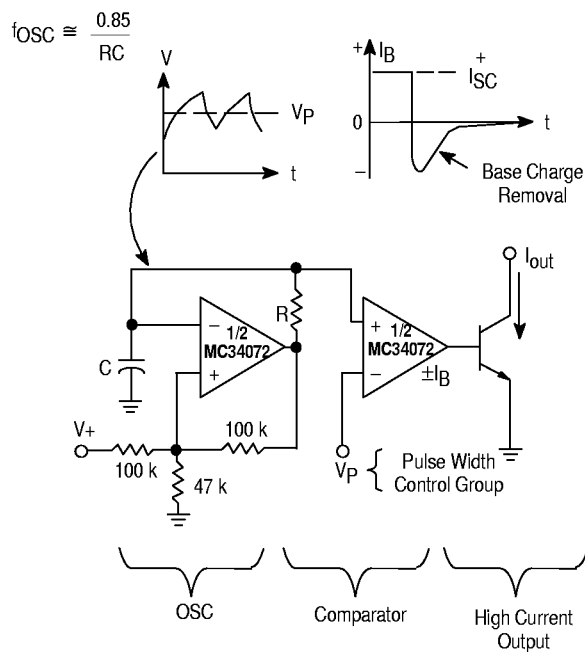 fOSC ≅ 0.85
RC
V
VP
t
+ IB
+
ISC
0
t
−
Base Charge
Removal
Iout
R
−
1/2
MC34072
+
C
+
1/2
MC34072
−
±IB
V+
100 k
100 k
47 k
VP
Pulse Width
Control Group
OSC
Comparator
High Current
Output